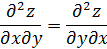 ∂²z/∂x∂y = ∂²z/∂y∂x